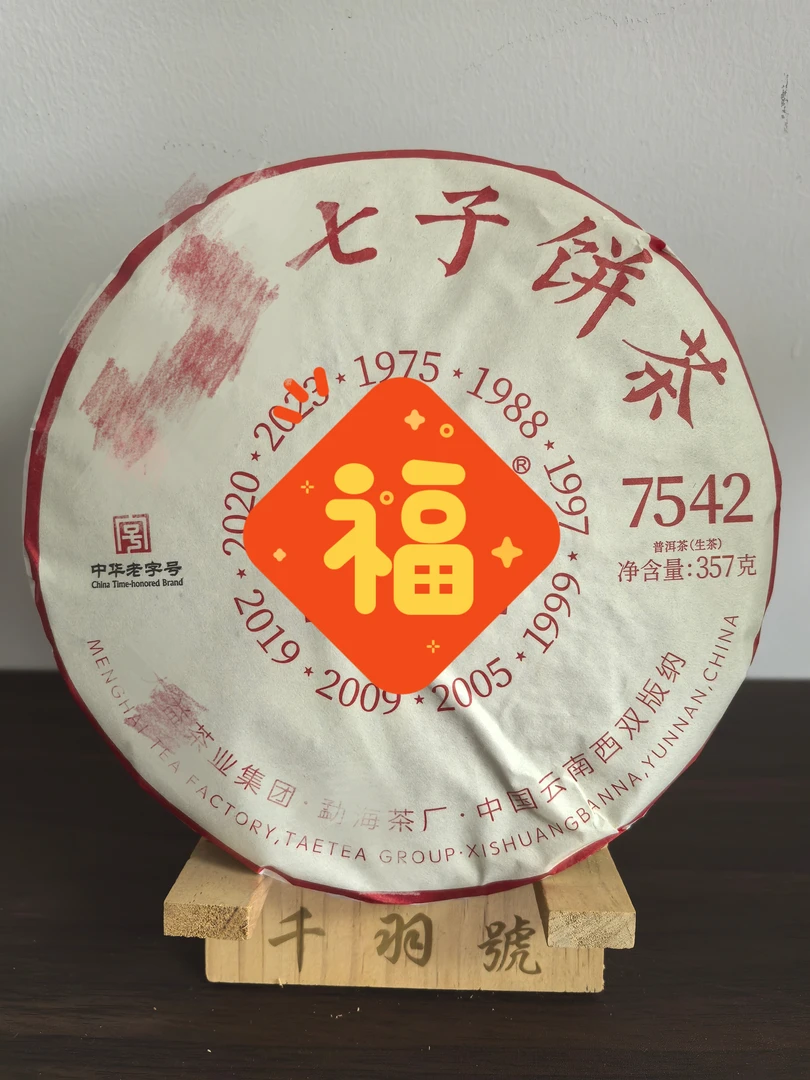 七子饼茶
1975 ★ 1988 ★ 1997 ★ 1999 ★ 2005 ★ 2009 ★ 2019 ★ 2020 ★ 2023 ★
®
福
7542
普洱茶(生茶)
净含量:357克
号
中华老字号
China Time-honored Brand
茶业集团·勐海茶厂·中国云南西双版纳
MENGHAI TEA FACTORY,TAETEA GROUP·XISHUANGBANNA,YUNNAN,CHINA
千羽號